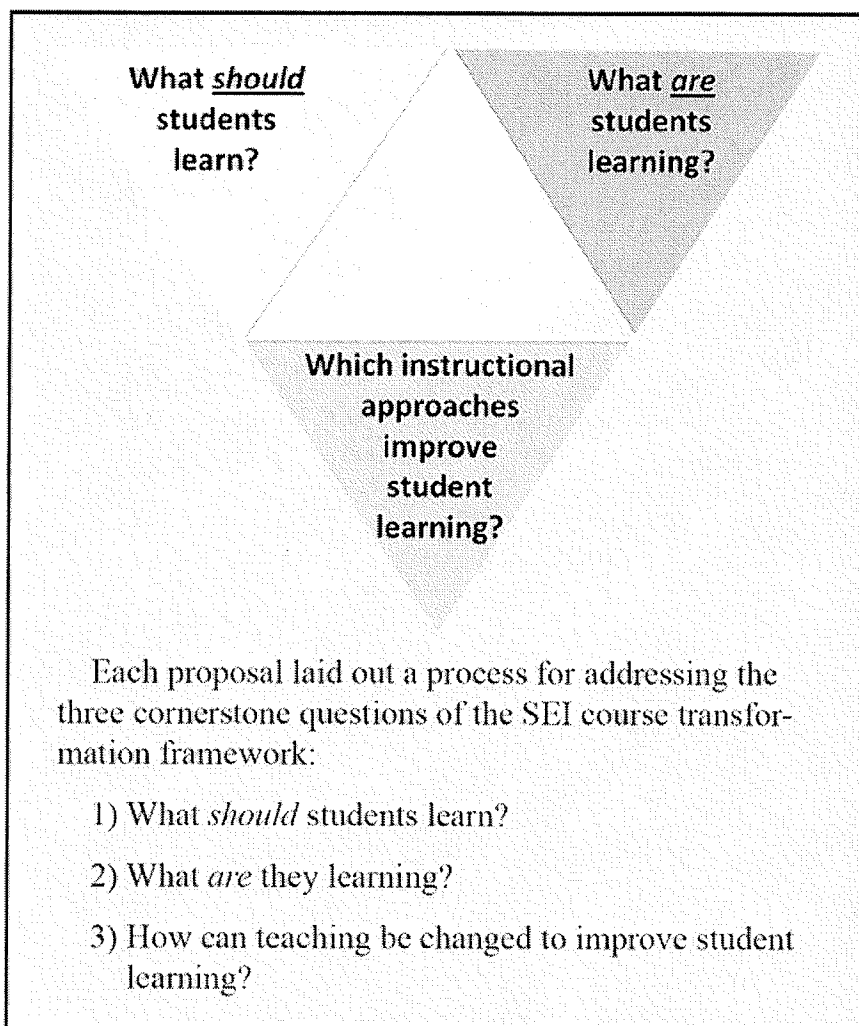 What should
students
learn?
What are
students
learning?
Which instructional
approaches
improve
student
learning?
Each proposal laid out a process for addressing the
three cornerstone questions of the SEI course transfor-
mation framework:
1) What should students learn?
2) What are they learning?
3) How can teaching be changed to improve student
learning?